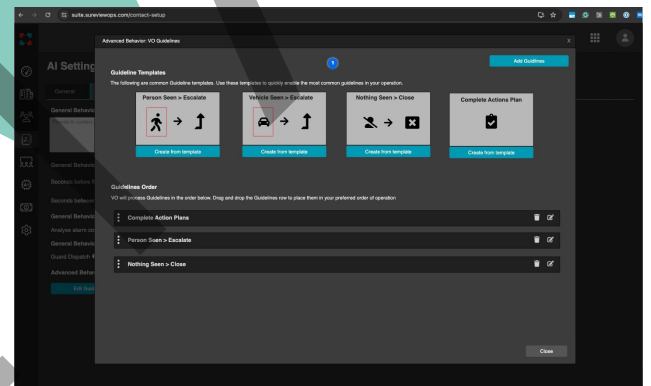 suite.sureviewops.com/contact-setup
Advanced Behavior: VO Guidelines
X
1
Add Guidlines
AI Setting
Guideline Templates
The following are common Guideline templates. Use these templates to quickly enable the most common guidelines in your operation.
General
Person Seen > Escalate
Vehicle Seen > Escalate
Nothing Seen > Close
Complete Actions Plan
General Behavio
Create from template
Create from template
Create from template
Create from template
General Behavio
Seconds before
Guidelines Order
VO will process Guidelines in the order below. Drag and drop the Guidelines row to place them in your preferred order of operation
Seconds between
General Behavio
Complete Action Plans
Analyse alarm
General Behavio
Person Seen > Escalate
Guard Dispatch
Nothing Seen > Close
Advanced Behav
Edit Guid
Close